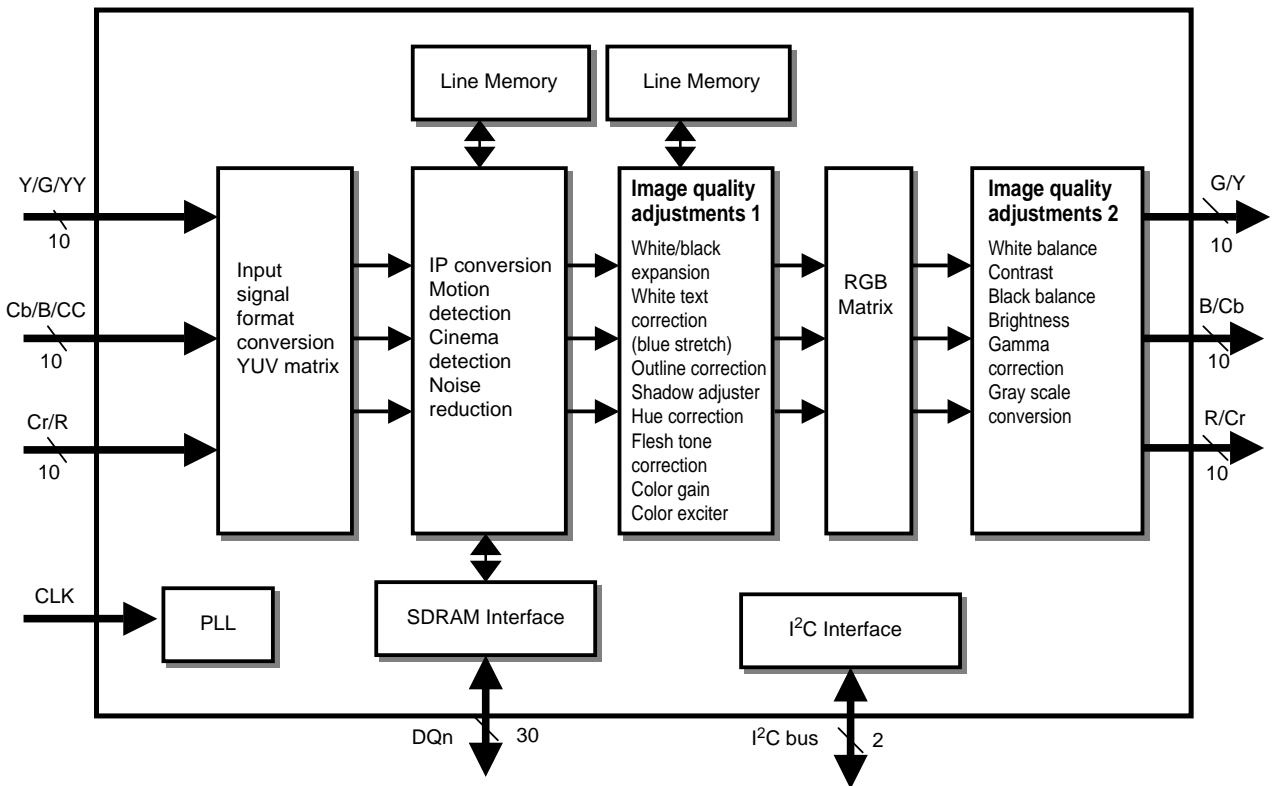 Line Memory
Line Memory
Y/G/YY
10
Cb/B/CC
10
Cr/R
10
CLK
Input
signal
format
conversion
YUV matrix
IP conversion
Motion
detection
Cinema
detection
Noise
reduction
Image quality
adjustments 1
White/black
expansion
White text
correction
(blue stretch)
Outline correction
Shadow adjuster
Hue correction
Flesh tone
correction
Color gain
Color exciter
RGB
Matrix
Image quality
adjustments 2
White balance
Contrast
Black balance
Brightness
Gamma
correction
Gray scale
conversion
G/Y
10
B/Cb
10
R/Cr
10
PLL
SDRAM Interface
I²C Interface
DQn
30
I²C bus
2